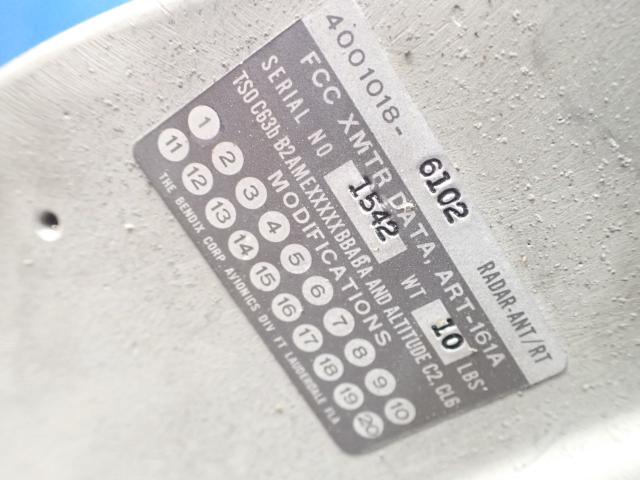 4001018- 6102 RADAR-ANT/RT
FCC XMTR DATA, ART-161A
SERIAL NO 1542 WT 10 LBS
TSO C63b B2AMEXXXXXBBABA AND ALTITUDE C2, CL6
MODIFICATIONS
1 2 3 4 5 6 7 8 9 10
11 12 13 14 15 16 17 18 19 20
THE BENDIX CORP AVIONICS DIV FT LAUDERDALE FLA